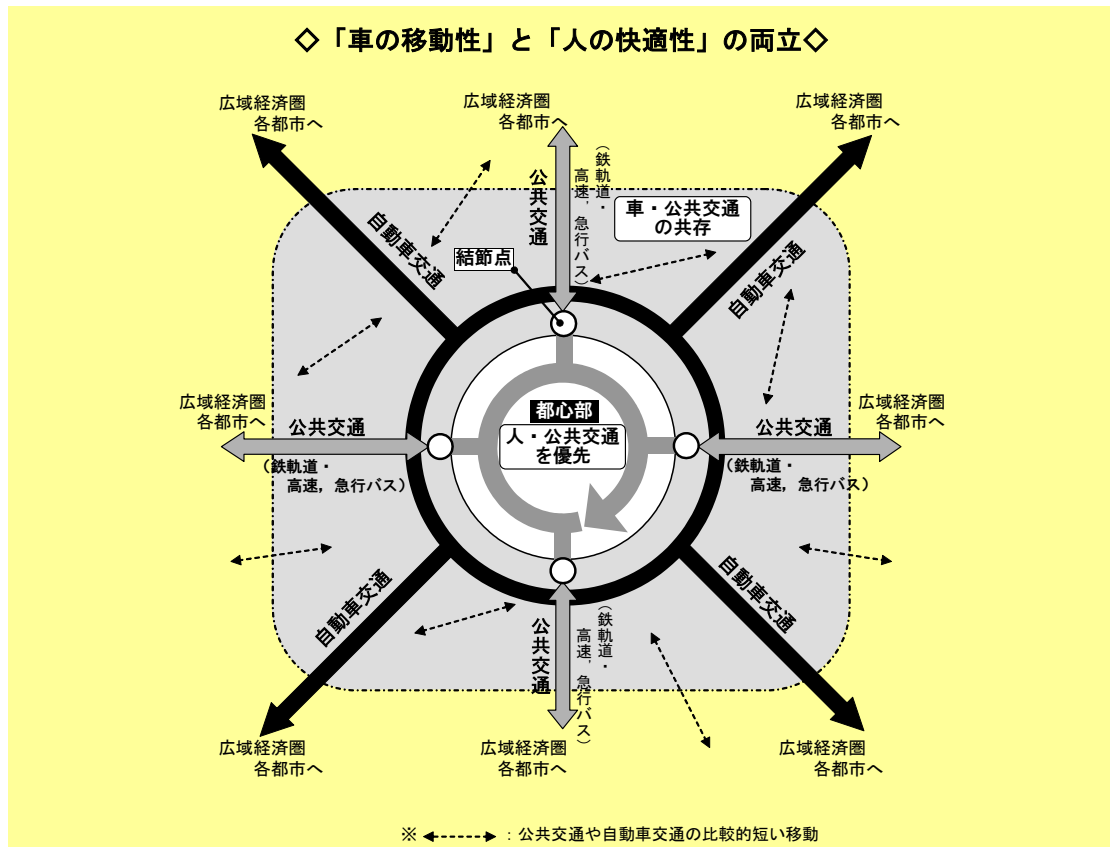 ◇「車の移動性」と「人の快適性」の両立◇
広域経済圏
各都市へ
広域経済圏
各都市へ
広域経済圏
各都市へ
公共交通
（鉄軌道・
高速，急行バス）
車・公共交通
の共存
自動車交通
結節点
自動車交通
広域経済圏
各都市へ
公共交通
（鉄軌道・
高速，急行バス）
都心部
人・公共交通
を優先
広域経済圏
各都市へ
公共交通
（鉄軌道・
高速，急行バス）
自動車交通
公共交通
（鉄軌道・
高速，急行バス）
自動車交通
広域経済圏
各都市へ
広域経済圏
各都市へ
広域経済圏
各都市へ
※ ：公共交通や自動車交通の比較的短い移動